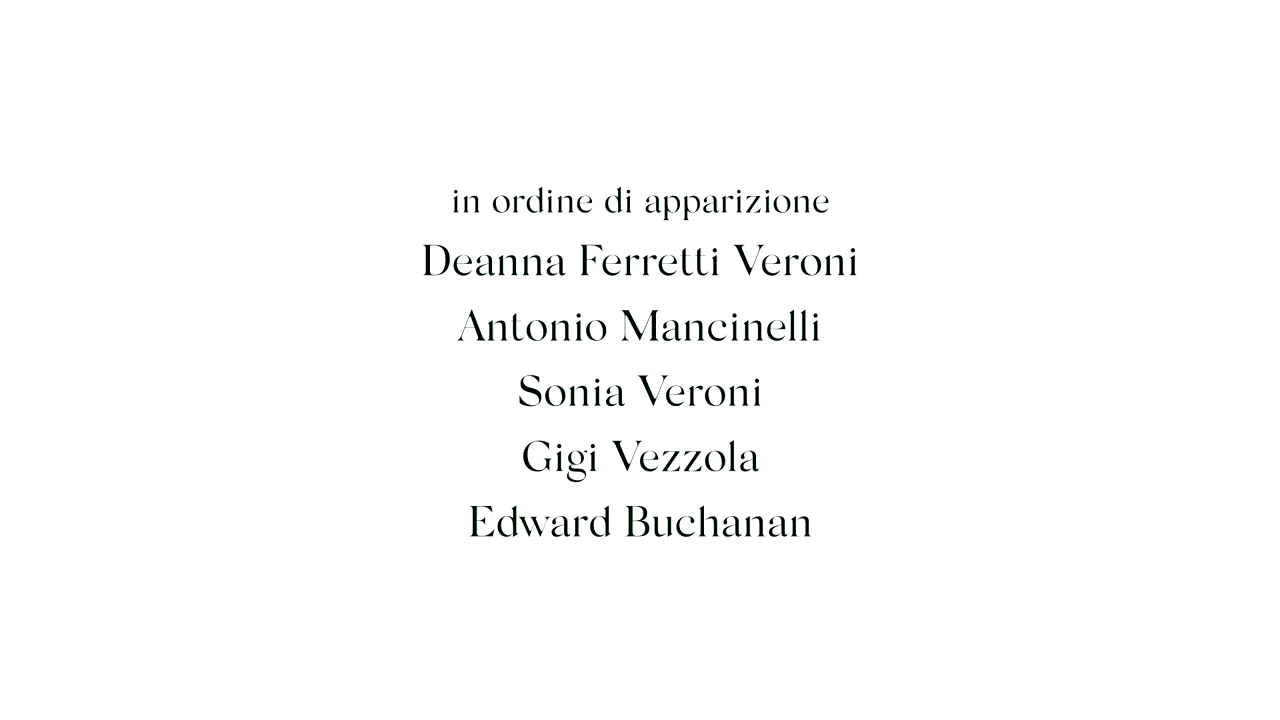 in ordine di apparizione
Deanna Ferretti Veroni
Antonio Mancinelli
Sonia Veroni
Gigi Vezzola
Edward Buchanan